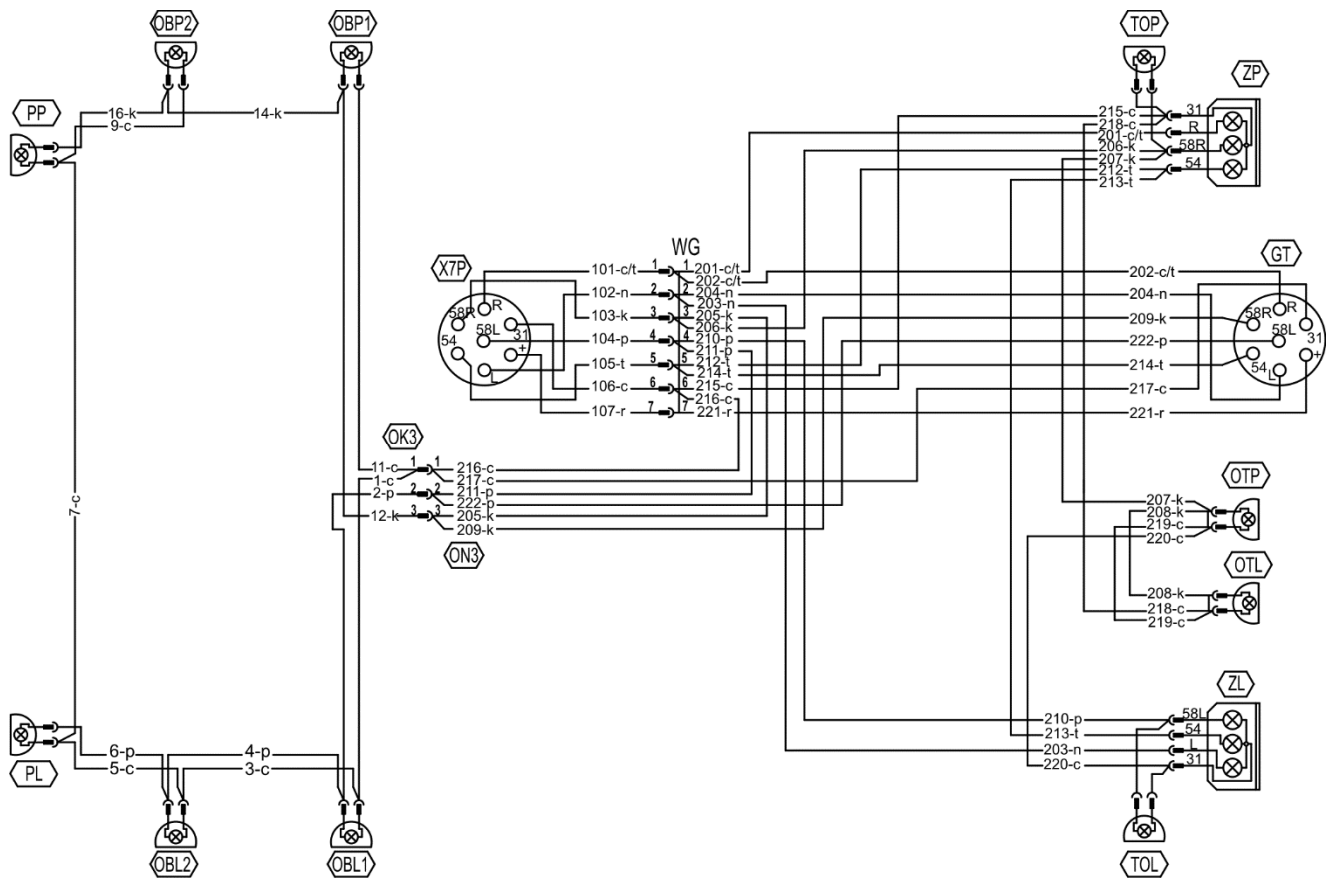 OBP2
OBP1
TOP
ZP
PP
16-k
9-c
14-k
215-c
31
218-c
R
201-c/t
206-k
58R
207-k
212-t
54
213-t
WG
X7P
GT
101-c/t
1
1
201-c/t
202-c/t
202-c/t
102-n
2
2
204-n
203-n
204-n
103-k
3
3
205-k
206-k
209-k
104-p
4
4
210-p
211-p
222-p
105-t
5
5
212-t
214-t
214-t
106-c
6
6
215-c
216-c
217-c
107-r
7
7
221-r
221-r
58R
R
58L
31
54
+
L
58R
R
58L
31
54
+
L
OK3
11-c
1
1
216-c
1-c
217-c
2-p
2
2
211-p
222-p
12-k
3
3
205-k
209-k
ON3
7-c
OTP
207-k
208-k
219-c
220-c
OTL
208-k
218-c
219-c
ZL
210-p
58L
213-t
54
203-n
L
220-c
31
PL
6-p
5-c
4-p
3-c
OBL2
OBL1
TOL